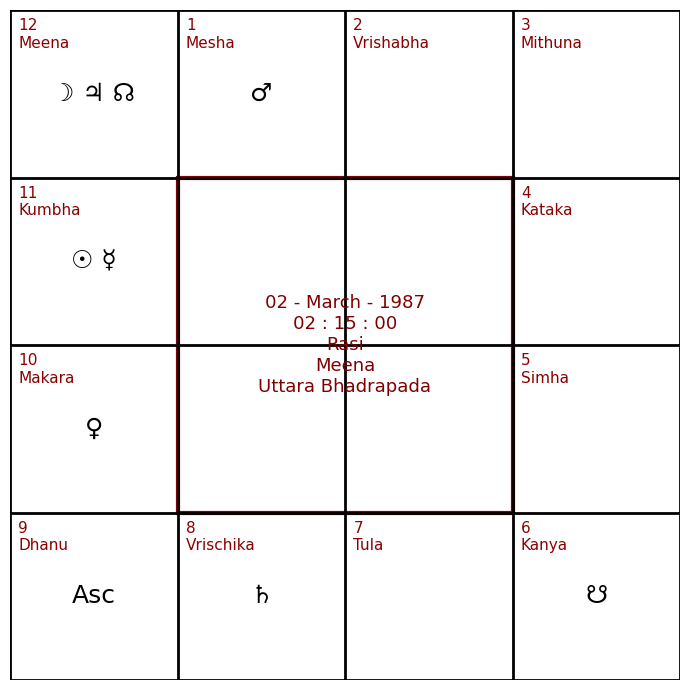 12
Meena
☽ ♃ ☊
1
Mesha
♂
2
Vrishabha
3
Mithuna
11
Kumbha
☉ ☿
4
Kataka
02 - March - 1987
02 : 15 : 00
Rasi
Meena
Uttara Bhadrapada
10
Makara
♀
5
Simha
9
Dhanu
Asc
8
Vrischika
♄
7
Tula
6
Kanya
☋